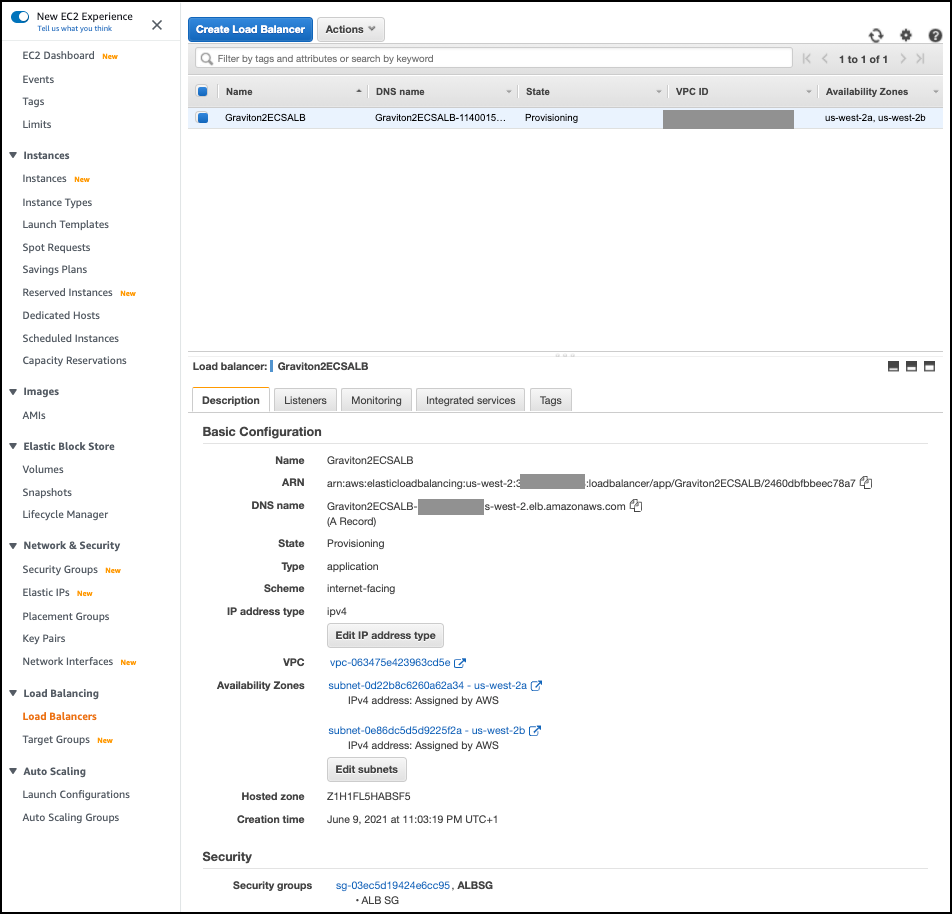 New EC2 Experience
Tell us what you think
EC2 Dashboard New
Events
Tags
Limits
Instances
Instances New
Instance Types
Launch Templates
Spot Requests
Savings Plans
Reserved Instances New
Dedicated Hosts
Scheduled Instances
Capacity Reservations
Images
AMIs
Elastic Block Store
Volumes
Snapshots
Lifecycle Manager
Network & Security
Security Groups New
Elastic IPs New
Placement Groups
Key Pairs
Network Interfaces New
Load Balancing
Load Balancers
Target Groups New
Auto Scaling
Launch Configurations
Auto Scaling Groups
Create Load Balancer Actions
Filter by tags and attributes or search by keyword 1 to 1 of 1
Name DNS name State VPC ID Availability Zones
Graviton2ECSALB Graviton2ECSALB-1140015... Provisioning us-west-2a, us-west-2b
Load balancer: Graviton2ECSALB
Description Listeners Monitoring Integrated services Tags
Basic Configuration
Name Graviton2ECSALB
ARN arn:aws:elasticloadbalancing:us-west-2:3 :loadbalancer/app/Graviton2ECSALB/2460dbfbbeec78a7
DNS name Graviton2ECSALB- s-west-2.elb.amazonaws.com
(A Record)
State Provisioning
Type application
Scheme internet-facing
IP address type ipv4
Edit IP address type
VPC vpc-063475e423963cd5e
Availability Zones subnet-0d22b8c6260a62a34 - us-west-2a
IPv4 address: Assigned by AWS
subnet-0e86dc5d5d9225f2a - us-west-2b
IPv4 address: Assigned by AWS
Edit subnets
Hosted zone Z1H1FL5HABSF5
Creation time June 9, 2021 at 11:03:19 PM UTC+1
Security
Security groups sg-03ec5d19424e6cc95, ALBSG
• ALB SG